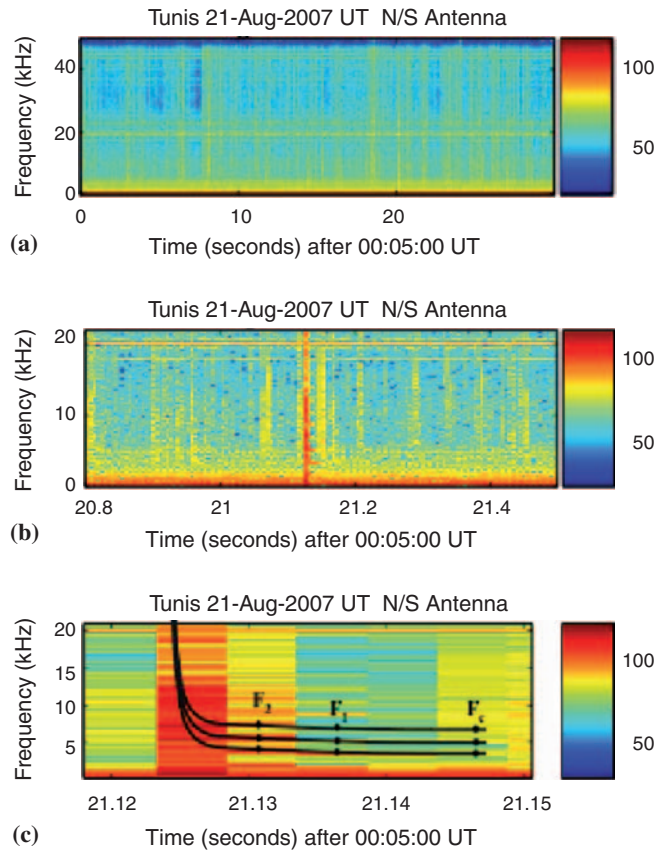 Tunis 21-Aug-2007 UT N/S Antenna
Frequency (kHz)
40
20
0
0
10
20
100
50
(a)
Time (seconds) after 00:05:00 UT
Tunis 21-Aug-2007 UT N/S Antenna
Frequency (kHz)
20
10
0
20.8
21
21.2
21.4
100
50
(b)
Time (seconds) after 00:05:00 UT
Tunis 21-Aug-2007 UT N/S Antenna
Frequency (kHz)
20
15
10
5
F2
F1
Fc
21.12
21.13
21.14
21.15
100
50
(c)
Time (seconds) after 00:05:00 UT